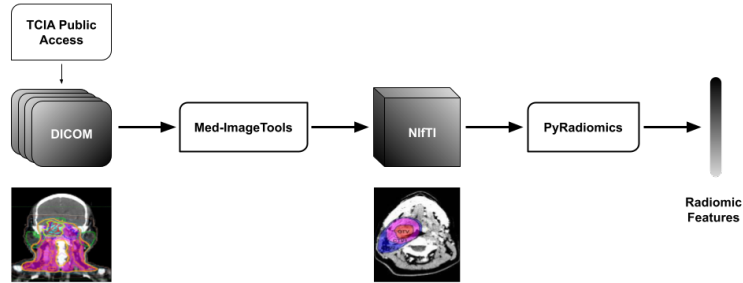 TCIA Public
Access
DICOM
Med-ImageTools
NIfTI
PyRadiomics
Radiomic
Features